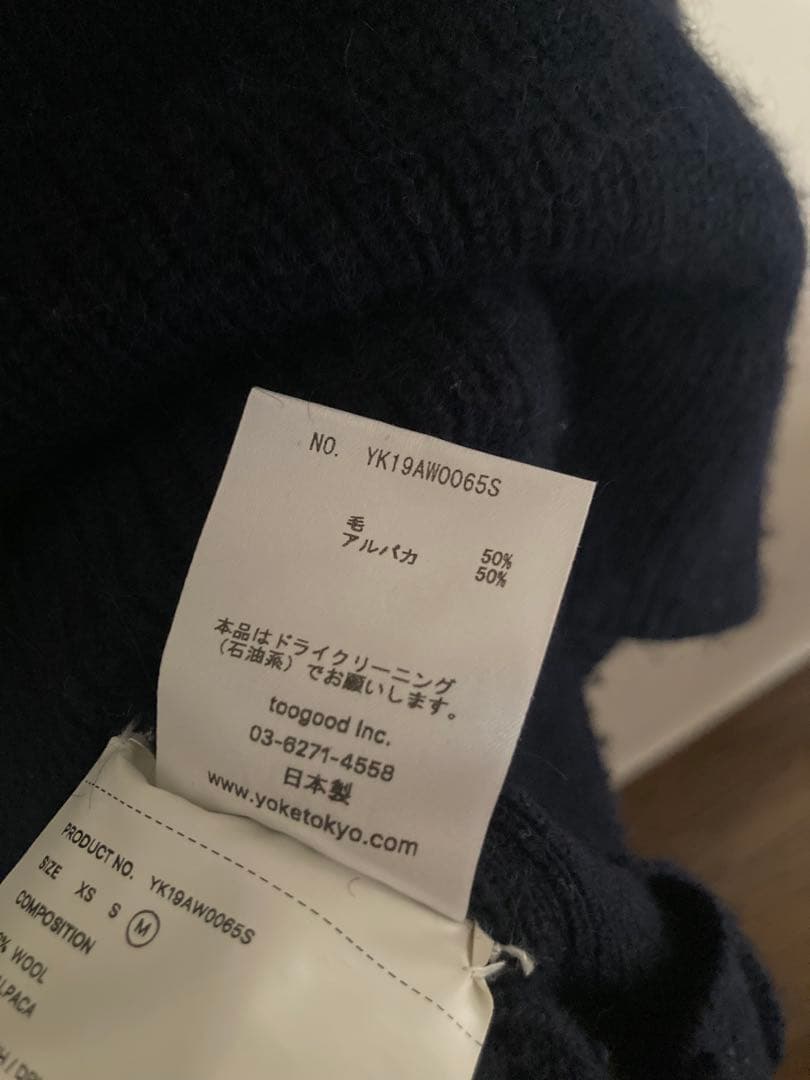 NO. YK19AW0065S
毛 50%
アルパカ 50%
本品はドライクリーニング
（石油系）でお願いします。
toogood Inc.
03-6271-4558
日本製
www.yoketokyo.com
PRODUCT NO. YK19AW0065S
SIZE XS S M
COMPOSITION
% WOOL